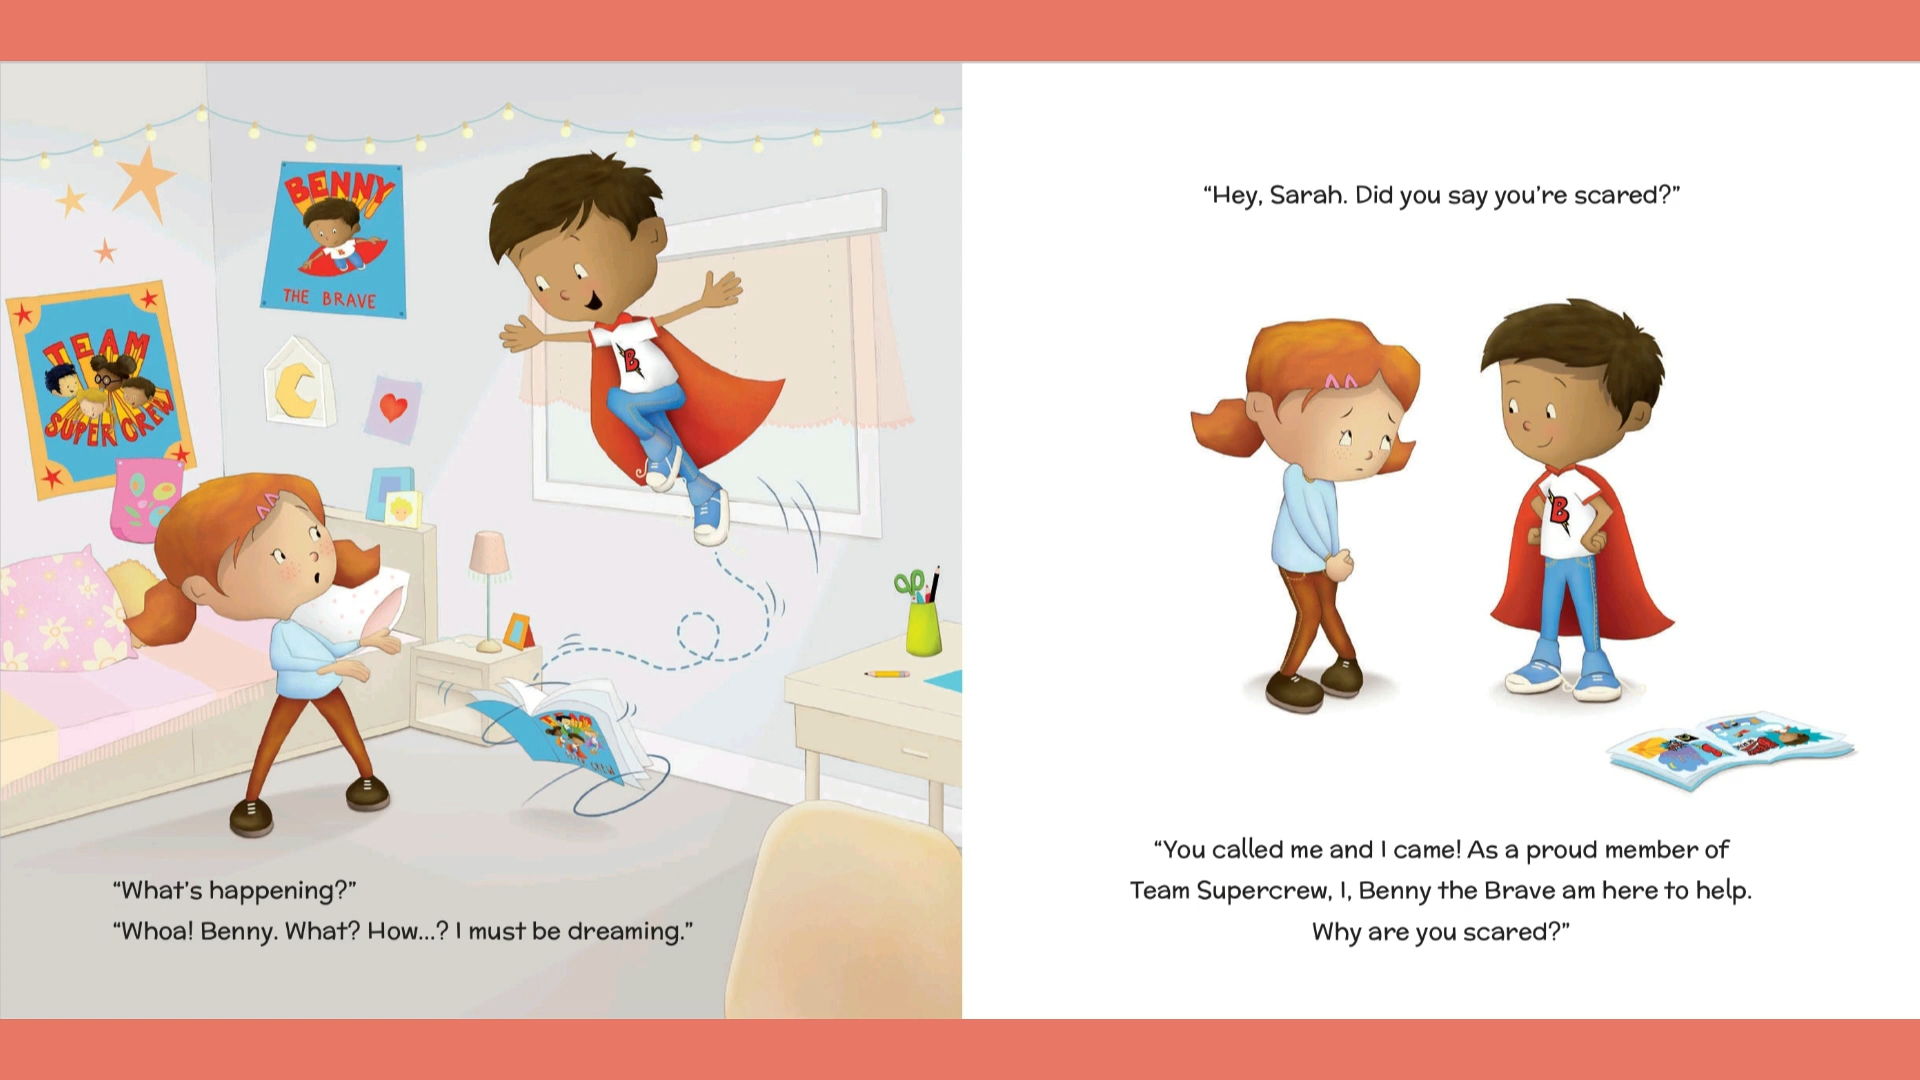 BENNY
THE BRAVE
TEAM
SUPER CREW
B
TEAM
CREW
“What’s happening?”
“Whoa! Benny. What? How...? I must be dreaming.”
“Hey, Sarah. Did you say you’re scared?”
B
“You called me and I came! As a proud member of
Team Supercrew, I, Benny the Brave am here to help.
Why are you scared?”